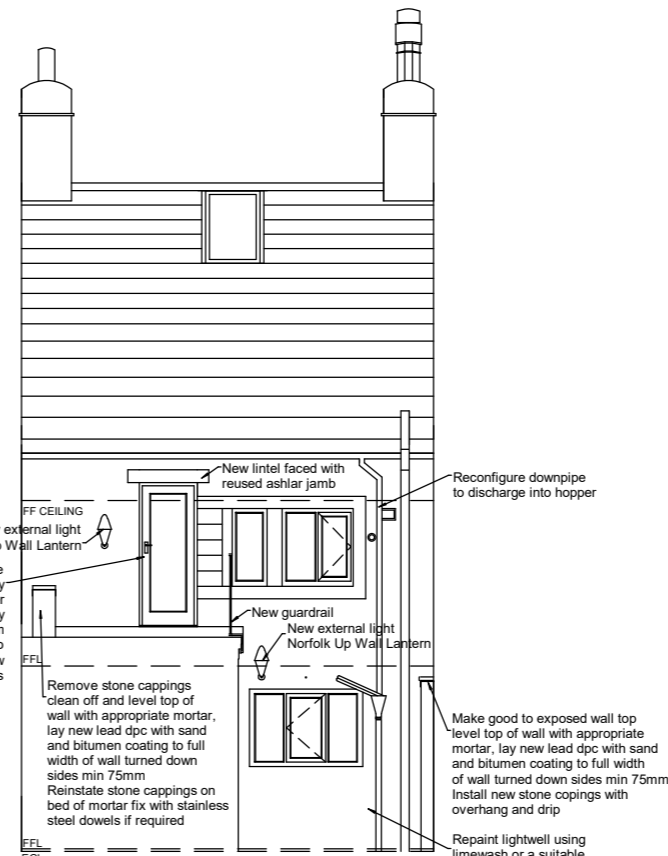 New lintel faced with
reused ashlar jamb
Reconfigure downpipe
to discharge into hopper
FF CEILING
external light
Wall Lantern
New guardrail
New external light
Norfolk Up Wall Lantern
FFL
Remove stone cappings
clean off and level top of
wall with appropriate mortar,
lay new lead dpc with sand
and bitumen coating to full
width of wall turned down
sides min 75mm
Reinstate stone cappings on
bed of mortar fix with stainless
steel dowels if required
Make good to exposed wall top
level top of wall with appropriate
mortar, lay new lead dpc with sand
and bitumen coating to full width
of wall turned down sides min 75mm
Install new stone copings with
overhang and drip
FFL
Repaint lightwell using
limewash or a suitable